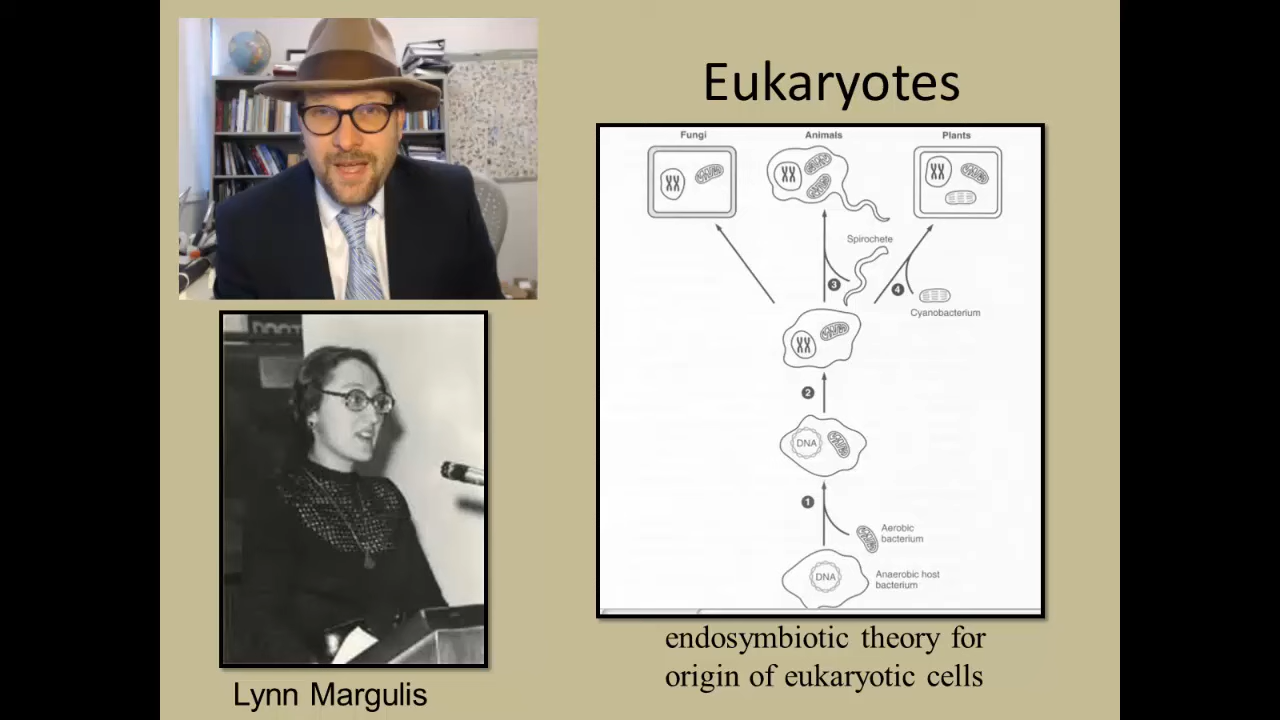 Eukaryotes
Fungi
Animals
Plants
Spirochete
3
4
Cyanobacterium
2
DNA
1
Aerobic
bacterium
DNA
Anaerobic host
bacterium
endosymbiotic theory for
origin of eukaryotic cells
Lynn Margulis